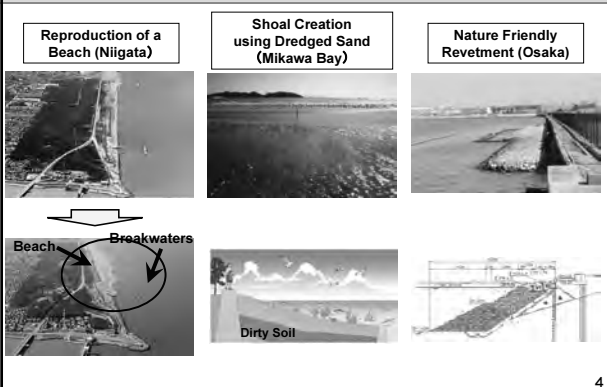 Reproduction of a
Beach (Niigata)
Shoal Creation
using Dredged Sand
(Mikawa Bay)
Nature Friendly
Revetment (Osaka)
Beach
Breakwaters
Dirty Soil
4